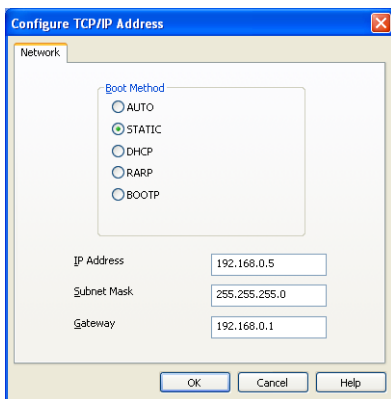 Configure TCP/IP Address
Network
Boot Method
AUTO
STATIC
DHCP
RARP
BOOTP
IP Address 192.168.0.5
Subnet Mask 255.255.255.0
Gateway 192.168.0.1
OK Cancel Help